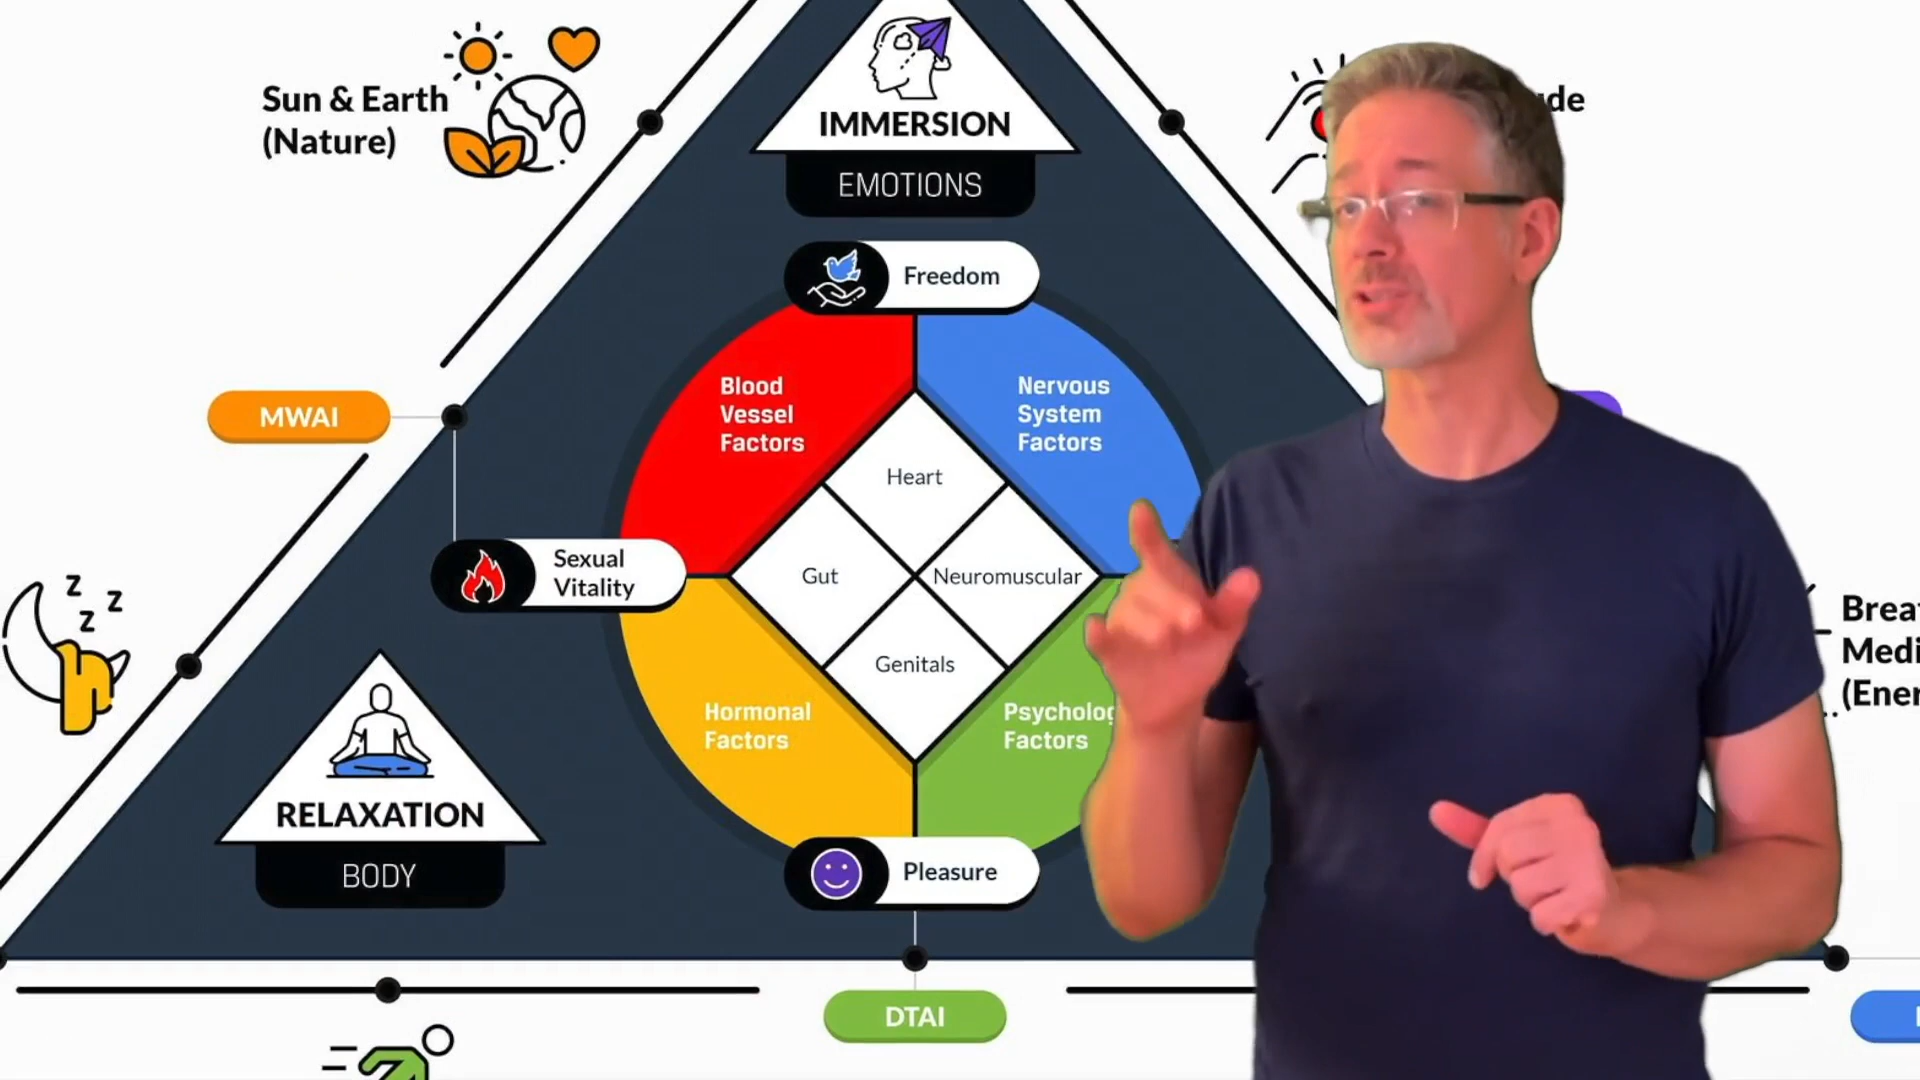 Sun & Earth
(Nature)
IMMERSION
EMOTIONS
Freedom
Blood
Vessel
Factors
Nervous
System
Factors
MWAI
Heart
Sexual
Vitality
Gut
Neuromuscular
Genitals
z
z
z
Hormonal
Factors
Factors
RELAXATION
BODY
Pleasure
DTAI